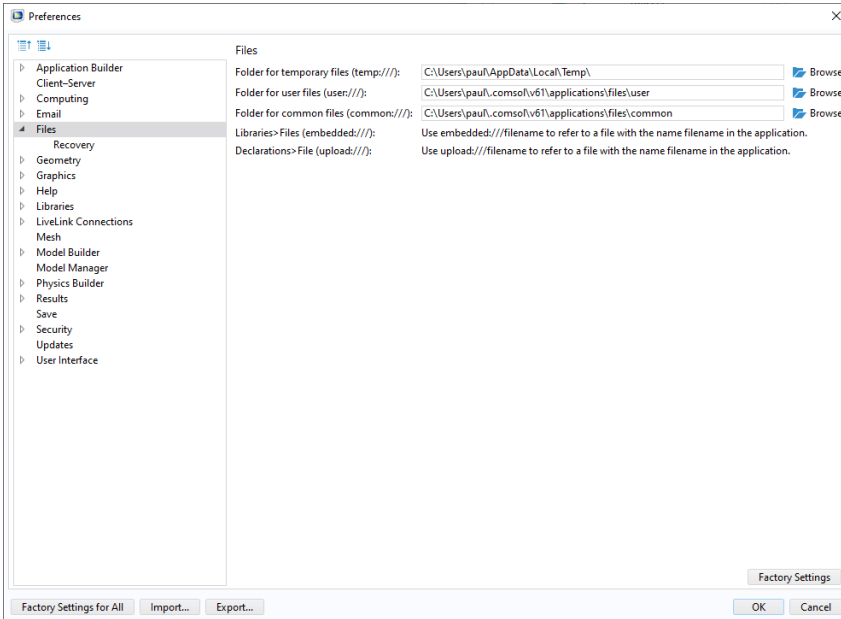 Preferences
Files
Application Builder
Client–Server
Computing
Email
Files
Recovery
Geometry
Graphics
Help
Libraries
LiveLink Connections
Mesh
Model Builder
Model Manager
Physics Builder
Results
Save
Security
Updates
User Interface
Folder for temporary files (temp:///): C:\Users\paul\AppData\Local\Temp\ Browse
Folder for user files (user:///): C:\Users\paul\.comsol\v61\applications\files\user Browse
Folder for common files (common:///): C:\Users\paul\.comsol\v61\applications\files\common Browse
Libraries>Files (embedded:///): Use embedded:///filename to refer to a file with the name filename in the application.
Declarations>File (upload:///): Use upload:///filename to refer to a file with the name filename in the application.
Factory Settings
Factory Settings for All Import... Export... OK Cancel